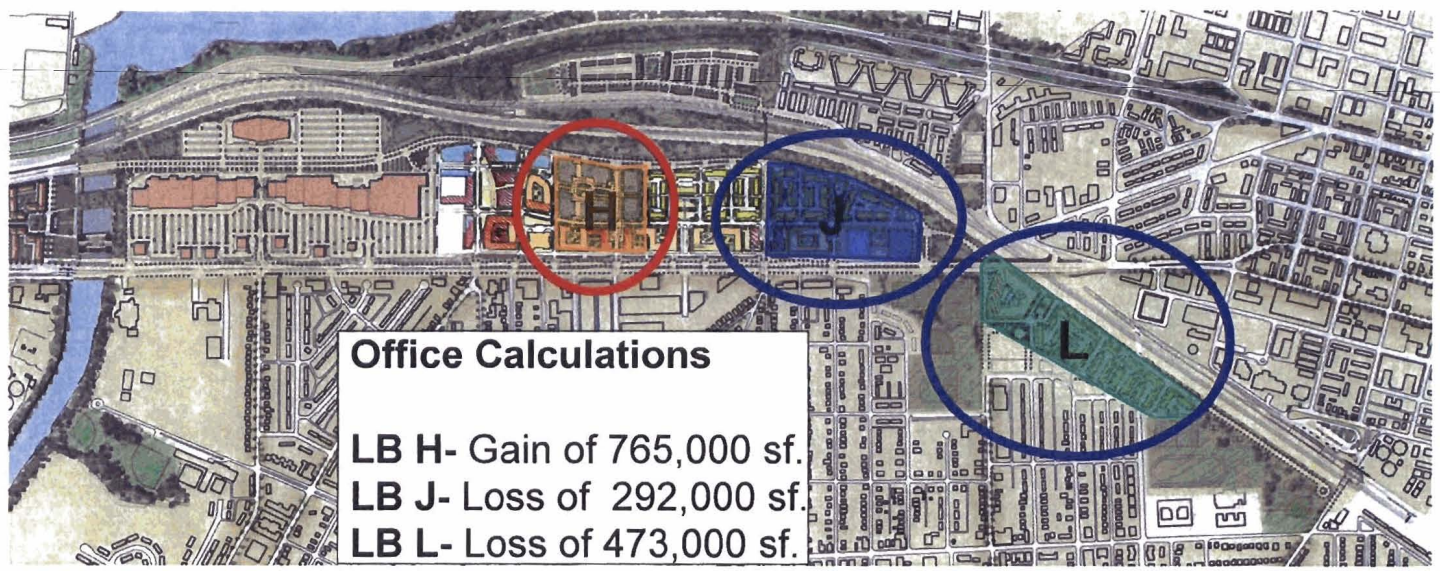 H
J
L
Office Calculations
LB H- Gain of 765,000 sf.
LB J- Loss of 292,000 sf.
LB L- Loss of 473,000 sf.